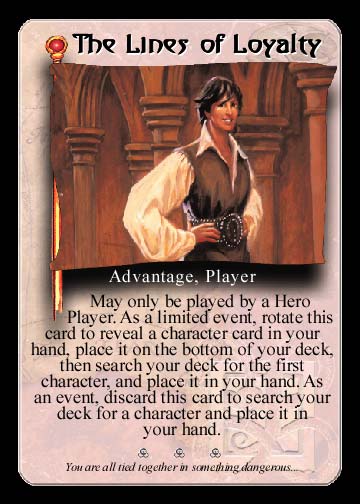 The Lines of Loyalty
Advantage, Player
May only be played by a Hero
Player. As a limited event, rotate this
card to reveal a character card in your
hand, place it on the bottom of your deck,
then search your deck for the first
character, and place it in your hand. As
an event, discard this card to search your
deck for a character and place it in
your hand.
You are all tied together in something dangerous...